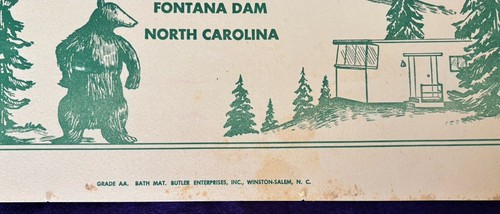 FONTANA DAM
NORTH CAROLINA
GRADE AA. BATH MAT. BUTLER ENTERPRISES, INC., WINSTON-SALEM, N. C.